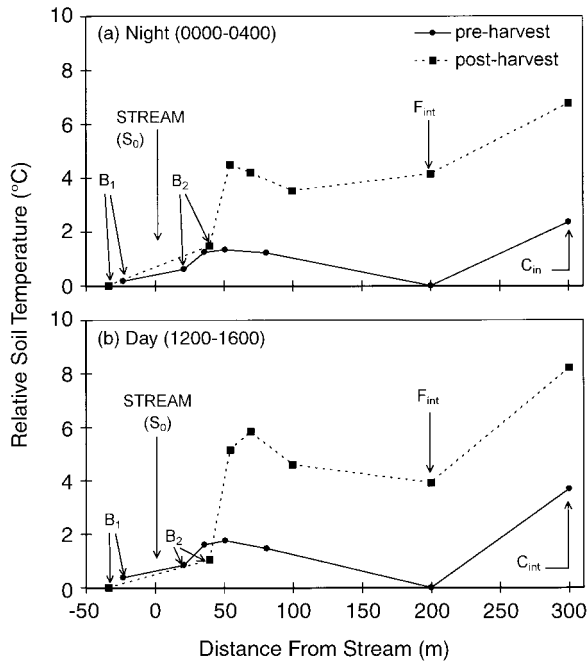 10
(a) Night (0000-0400)
pre-harvest
post-harvest
8
6
4
2
0
STREAM
(S0)
B1
B2
Fint
Cin
Relative Soil Temperature (°C)
10
(b) Day (1200-1600)
8
6
4
2
0
STREAM
(S0)
B1
B2
Fint
Cint
-50 0 50 100 150 200 250 300
Distance From Stream (m)